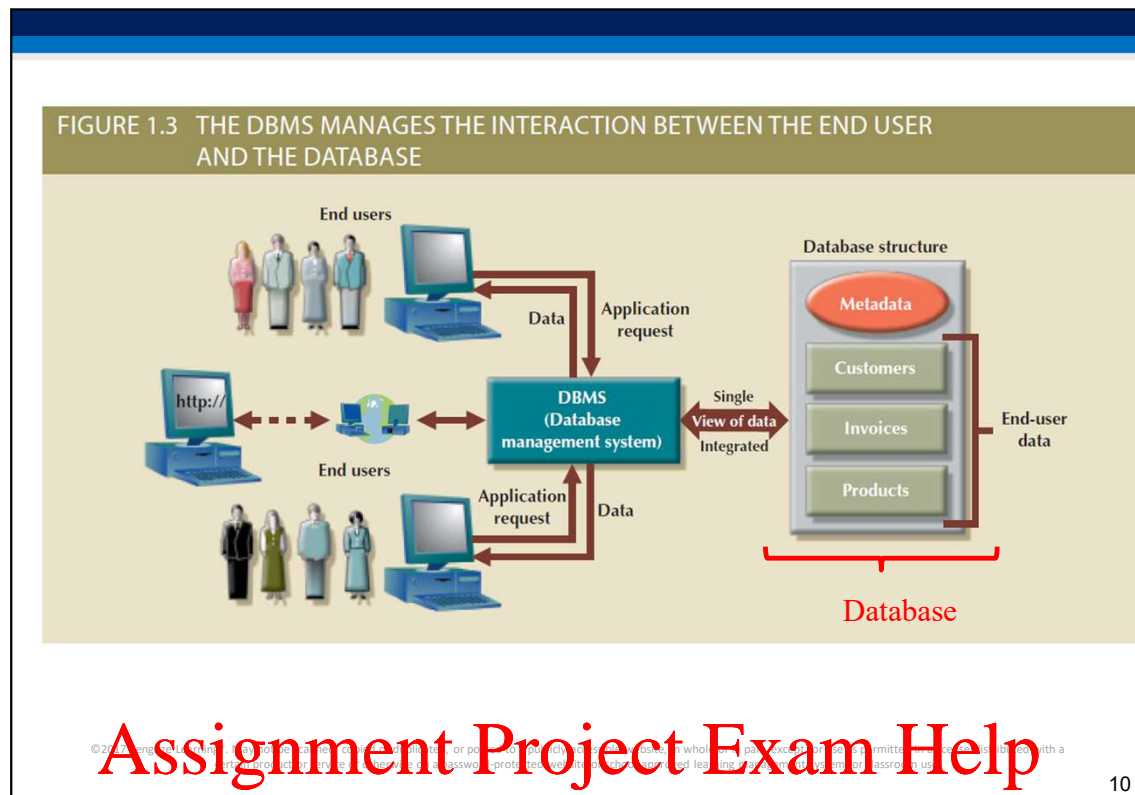 FIGURE 1.3 THE DBMS MANAGES THE INTERACTION BETWEEN THE END USER
AND THE DATABASE
End users
Database structure
Metadata
Data
Application
request
Customers
http://
DBMS
(Database
management system)
Single
View of data
Integrated
Invoices
End-user
data
End users
Products
Application
request
Data
Database
Assignment Project Exam Help
10